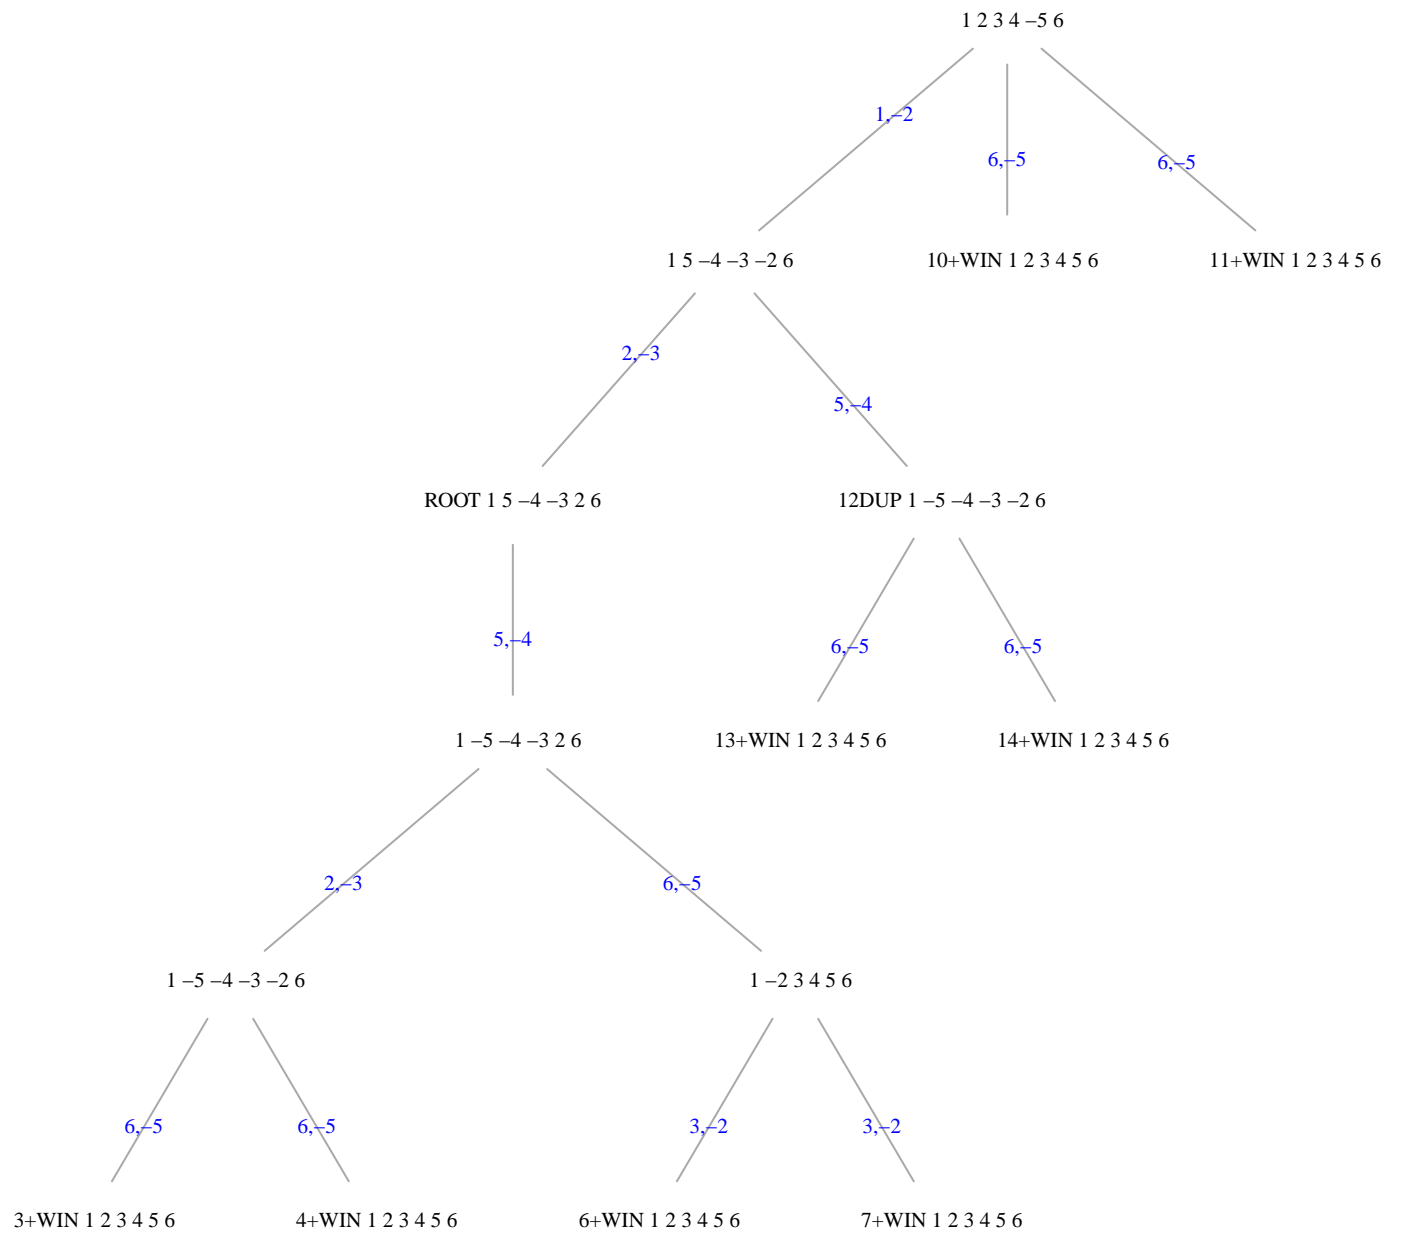 1 2 3 4 –5 6
1,–2
6,–5
6,–5
1 5 –4 –3 –2 6
10+WIN 1 2 3 4 5 6
11+WIN 1 2 3 4 5 6
2,–3
5,–4
ROOT 1 5 –4 –3 2 6
12DUP 1 –5 –4 –3 –2 6
5,–4
6,–5
6,–5
1 –5 –4 –3 2 6
13+WIN 1 2 3 4 5 6
14+WIN 1 2 3 4 5 6
2,–3
6,–5
1 –5 –4 –3 –2 6
1 –2 3 4 5 6
6,–5
6,–5
3,–2
3,–2
3+WIN 1 2 3 4 5 6
4+WIN 1 2 3 4 5 6
6+WIN 1 2 3 4 5 6
7+WIN 1 2 3 4 5 6